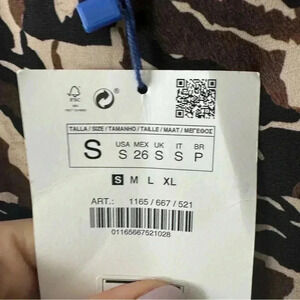 FSC
TALLA / SIZE / TAMANHO / TAILLE / MAAT / ΜΕΓΕΘΟΣ
S
USA MEX UK IT BR
S 26 S S P
S M L XL
ART.: 1165 / 667 / 521
01165667521028